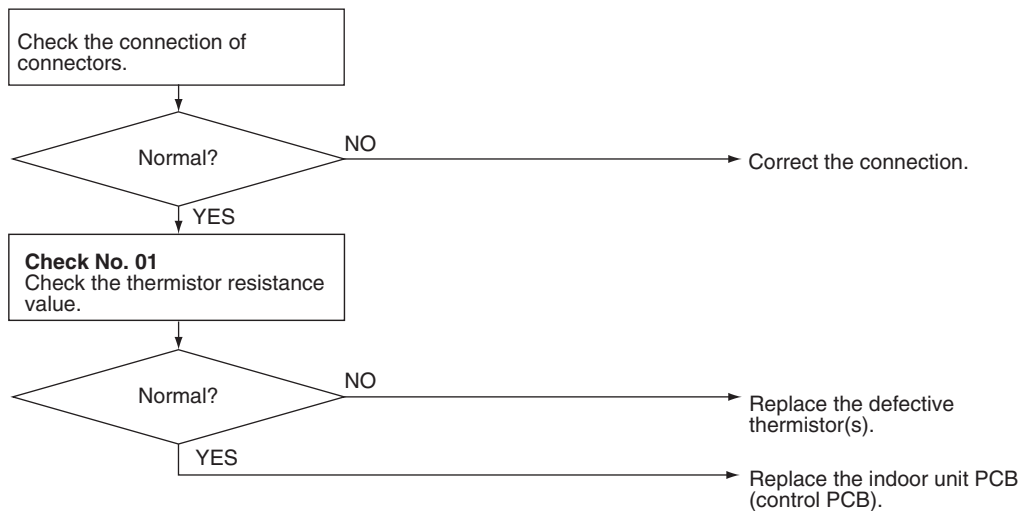 Check the connection of
connectors.
Normal?
NO
Correct the connection.
YES
Check No. 01
Check the thermistor resistance
value.
Normal?
NO
Replace the defective
thermistor(s).
YES
Replace the indoor unit PCB
(control PCB).